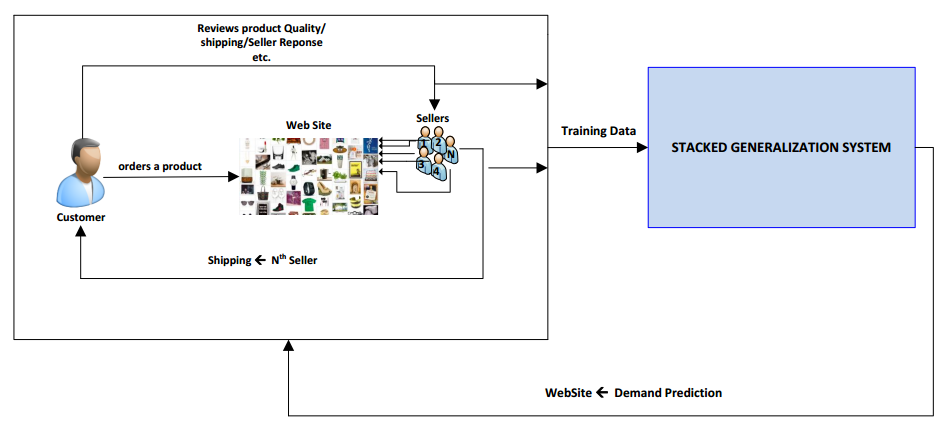 Reviews product Quality/
shipping/Seller Reponse
etc.
Sellers
Web Site
1 2
N
3 4
orders a product
Customer
Shipping ← Nth Seller
Training Data
STACKED GENERALIZATION SYSTEM
WebSite ← Demand Prediction